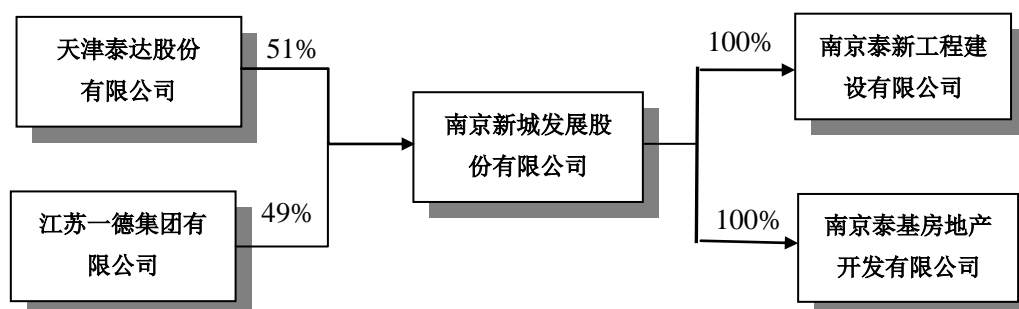 天津泰达股份
有限公司
51%
江苏一德集团有
限公司
49%
南京新城发展股
份有限公司
100%
南京泰新工程建
设有限公司
100%
南京泰基房地产
开发有限公司